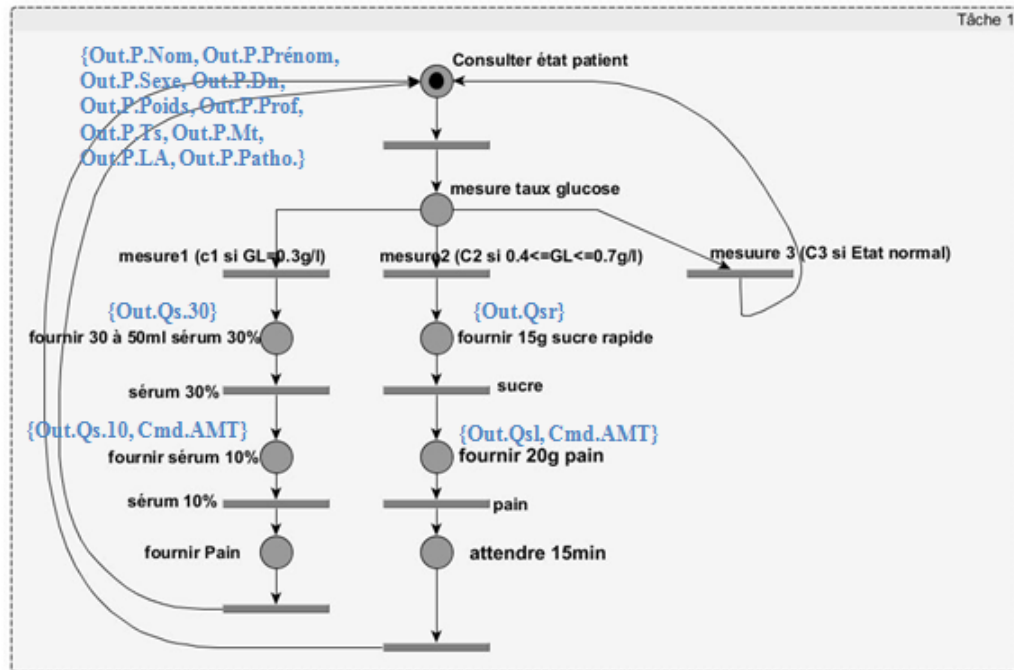 Tâche 1
{Out.P.Nom, Out.P.Prénom,
Out.P.Sexe, Out.P.Dn,
Out.P.Poids, Out.P.Prof,
Out.P.Ts, Out.P.Mt,
Out.P.LA, Out.P.Patho.}
Consulter état patient
mesure taux glucose
mesure1 (c1 si GL=0.3g/l)
mesure2 (C2 si 0.4<=GL<=0.7g/l)
mesuure 3 (C3 si Etat normal)
{Out.Qs.30}
{Out.Qsr}
fournir 30 à 50ml sérum 30%
fournir 15g sucre rapide
sérum 30%
sucre
{Out.Qs.10, Cmd.AMT}
{Out.Qsl, Cmd.AMT}
fournir sérum 10%
fournir 20g pain
sérum 10%
pain
fournir Pain
attendre 15min